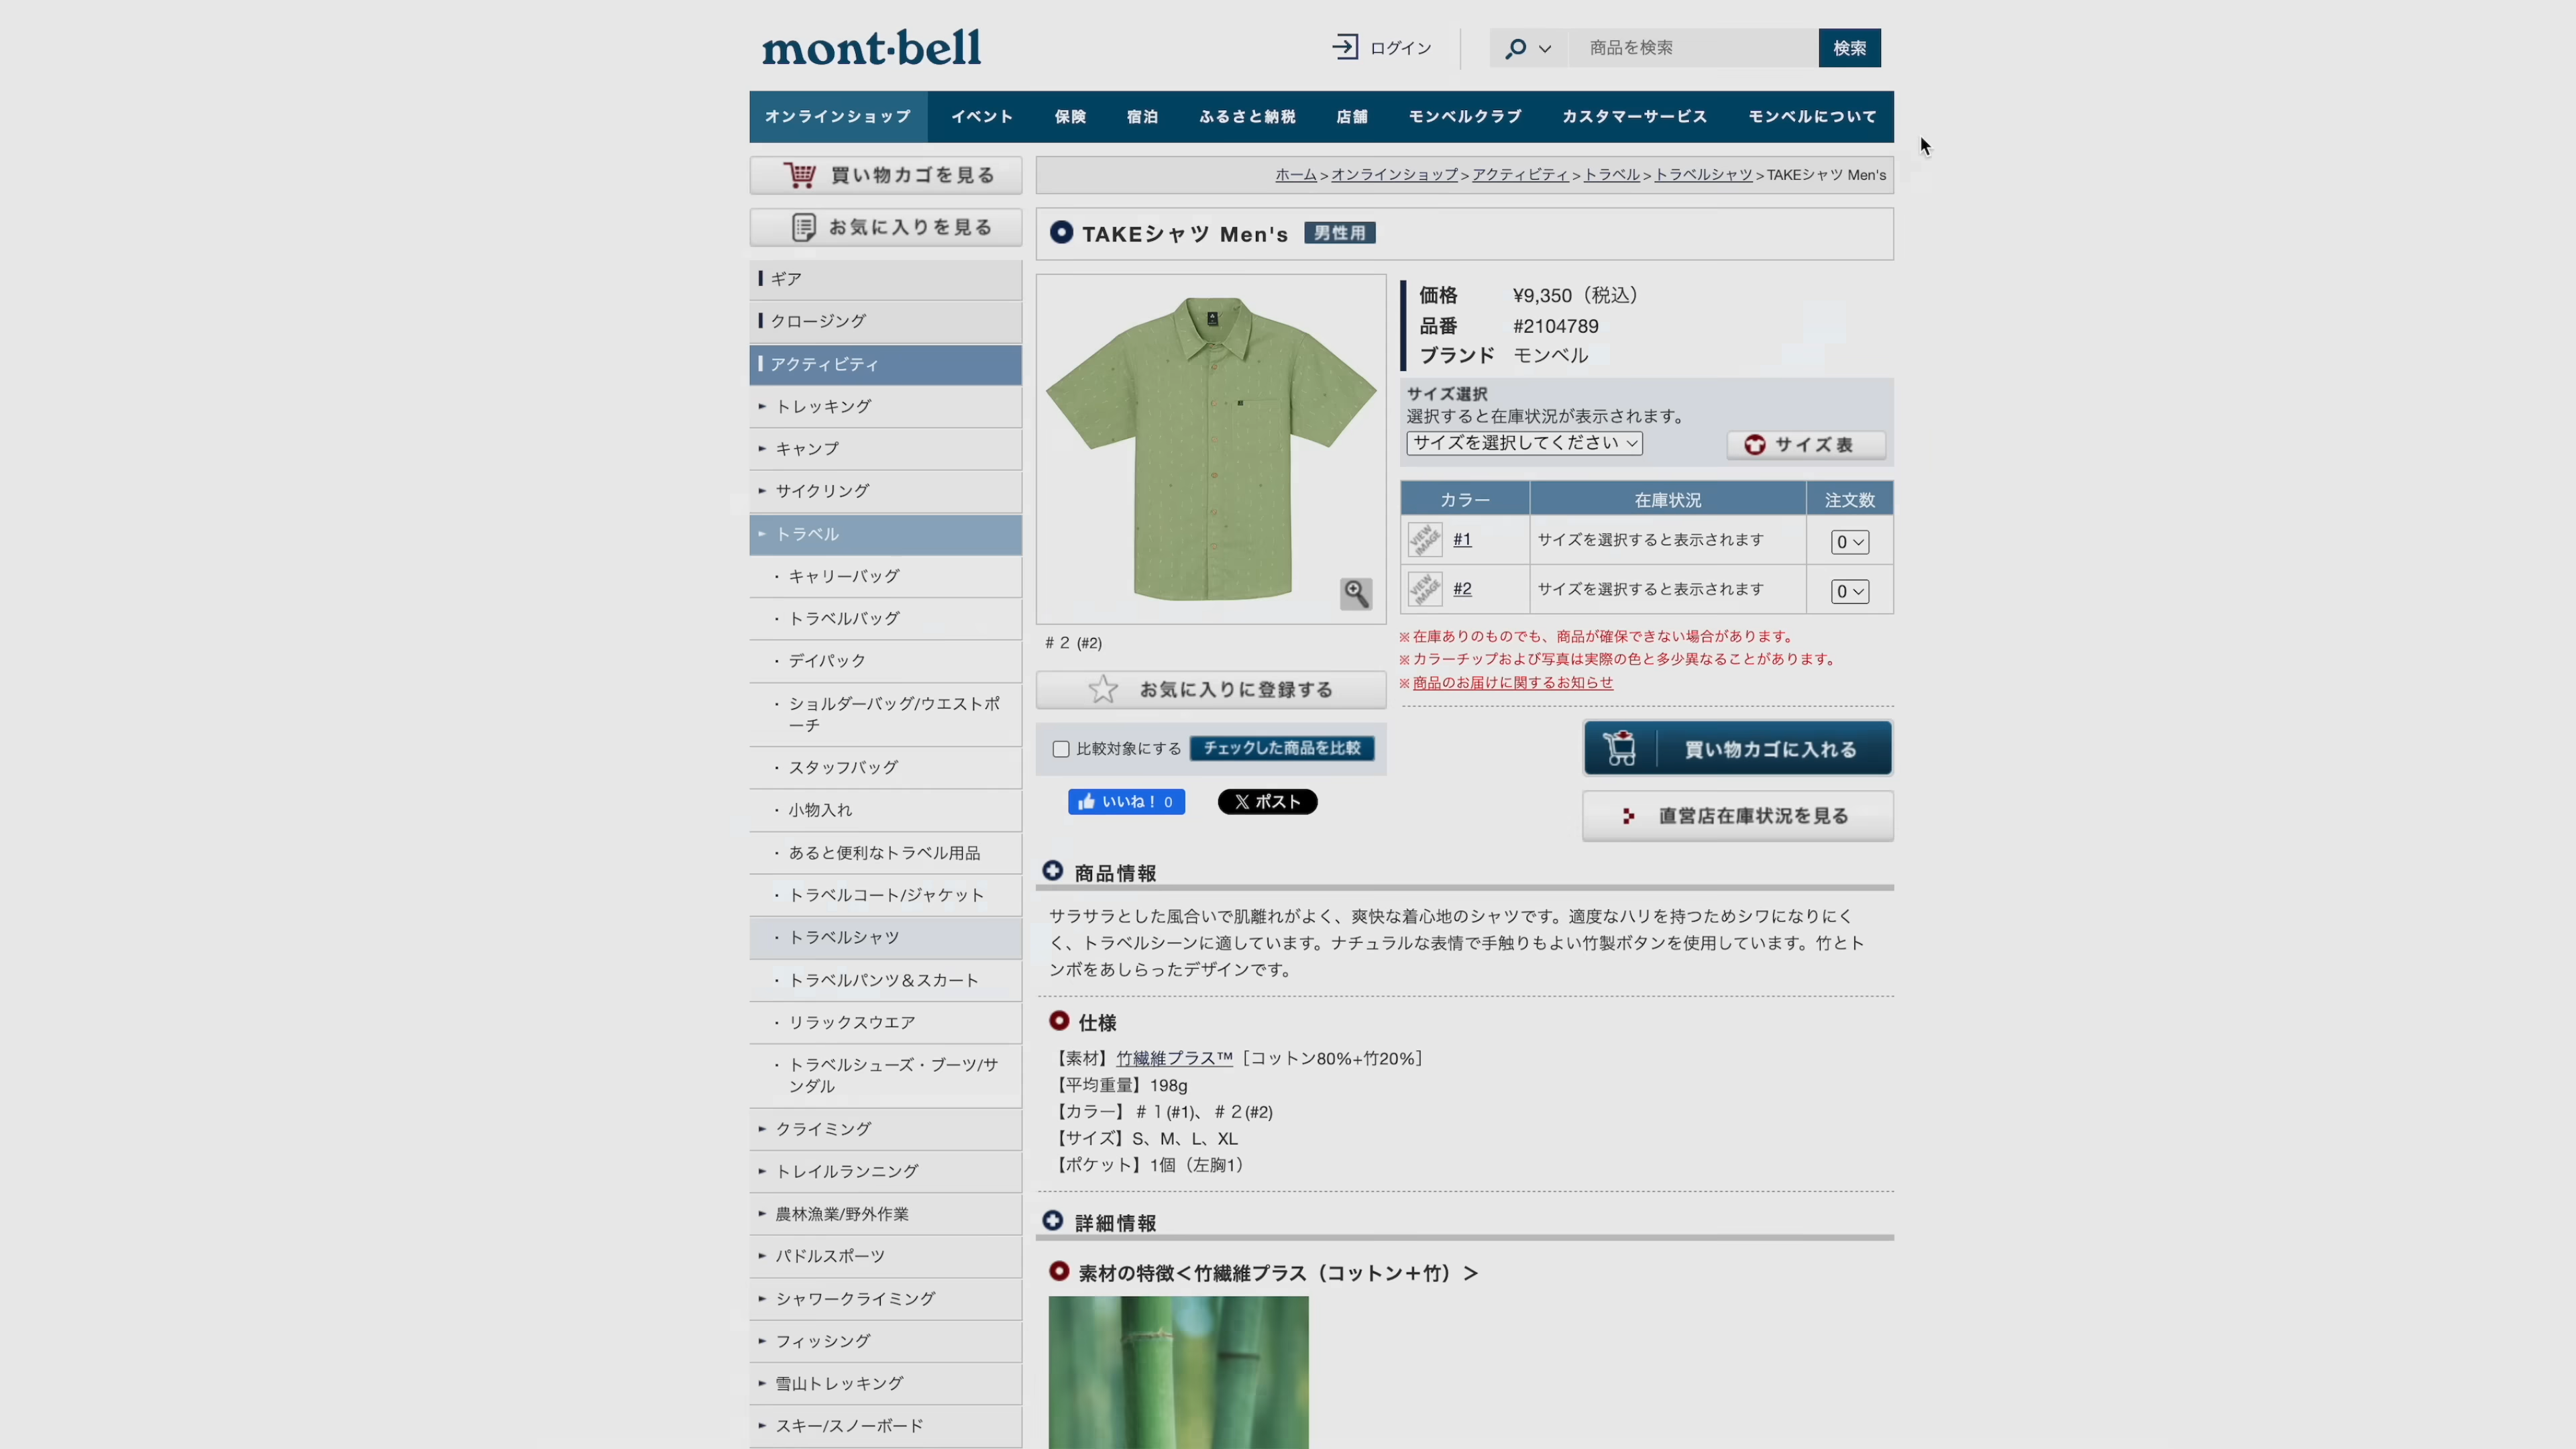 mont-bell
ログイン
商品を検索
検索
オンラインショップ イベント 保険 宿泊 ふるさと納税 店舗 モンベルクラブ カスタマーサービス モンベルについて
買い物カゴを見る
お気に入りを見る
ギア
クロージング
アクティビティ
トレッキング
キャンプ
サイクリング
トラベル
・キャリーバッグ
・トラベルバッグ
・デイパック
・ショルダーバッグ/ウエストポ
ーチ
・スタッフバッグ
・小物入れ
・あると便利なトラベル用品
・トラベルコート/ジャケット
・トラベルシャツ
・トラベルパンツ＆スカート
・リラックスウエア
・トラベルシューズ・ブーツ/サ
ンダル
クライミング
トレイルランニング
農林漁業/野外作業
パドルスポーツ
シャワークライミング
フィッシング
雪山トレッキング
スキー/スノーボード
ホーム > オンラインショップ > アクティビティ > トラベル > トラベルシャツ > TAKEシャツ Men's
TAKEシャツ Men's 男性用
# 2 (#2)
お気に入りに登録する
比較対象にする チェックした商品を比較
いいね！ 0
X ポスト
価格 ¥9,350（税込）
品番 #2104789
ブランド モンベル
サイズ選択
選択すると在庫状況が表示されます。
サイズを選択してください
サイズ表
カラー 在庫状況 注文数
VIEW IMAGE #1 サイズを選択すると表示されます 0
VIEW IMAGE #2 サイズを選択すると表示されます 0
※在庫ありのものでも、商品が確保できない場合があります。
※カラーチップおよび写真は実際の色と多少異なることがあります。
※商品のお届けに関するお知らせ
買い物カゴに入れる
直営店在庫状況を見る
商品情報
サラサラとした風合いで肌離れがよく、爽快な着心地のシャツです。適度なハリを持つためシワになりにく
く、トラベルシーンに適しています。ナチュラルな表情で手触りもよい竹製ボタンを使用しています。竹とト
ンボをあしらったデザインです。
仕様
【素材】竹繊維プラス™［コットン80%+竹20%］
【平均重量】198g
【カラー】＃１(#1)、＃２(#2)
【サイズ】S、M、L、XL
【ポケット】1個（左胸1）
詳細情報
素材の特徴＜竹繊維プラス（コットン＋竹）＞